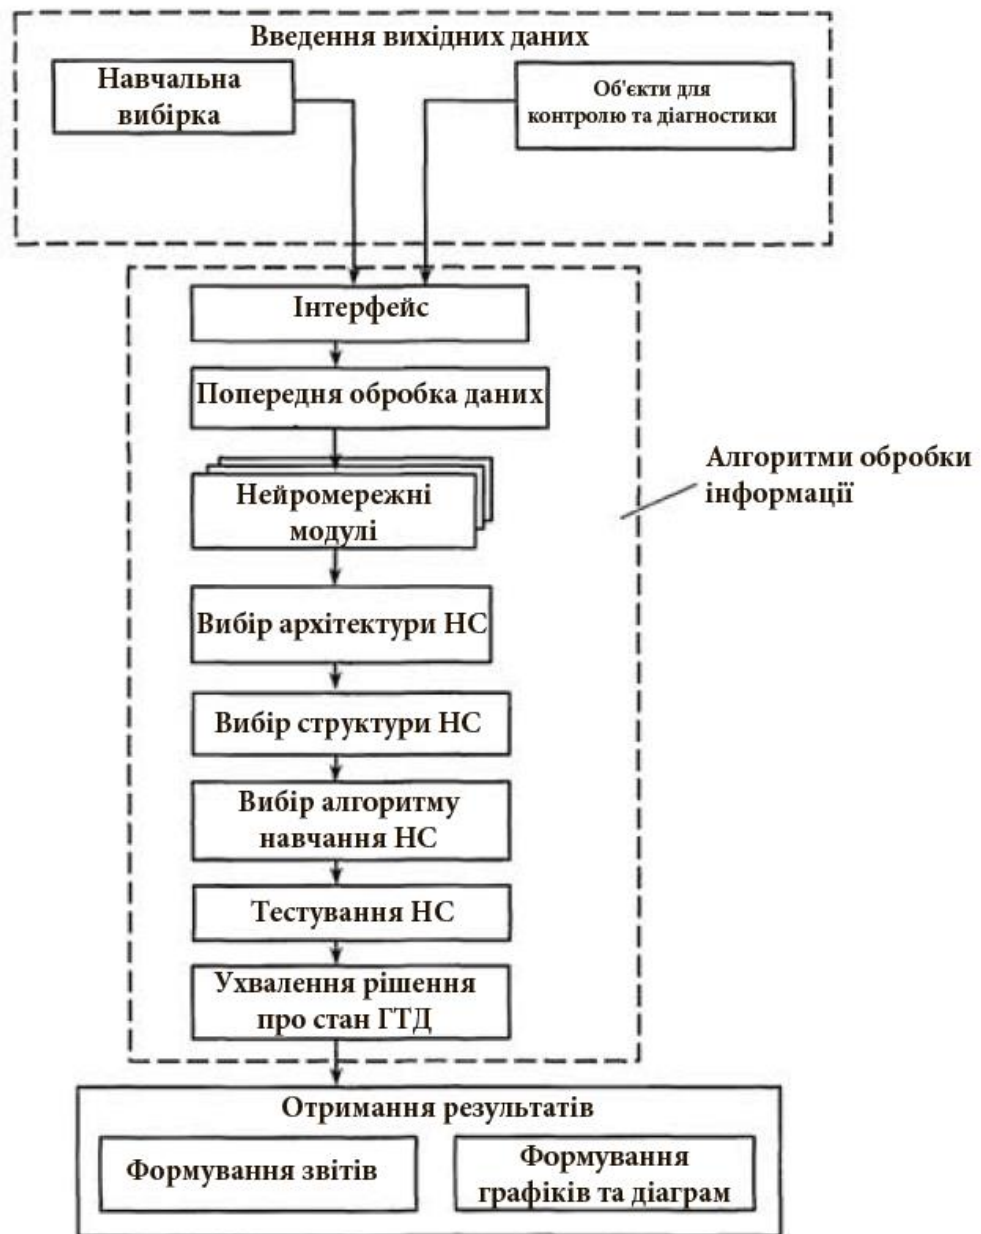 Введення вихідних даних
Навчальна
вибірка
Об'єкти для
контролю та діагностики
Інтерфейс
Попередня обробка даних
Нейромережні
модулі
Алгоритми обробки
інформації
Вибір архітектури НС
Вибір структури НС
Вибір алгоритму
навчання НС
Тестування НС
Ухвалення рішення
про стан ГТД
Отримання результатів
Формування звітів
Формування
графіків та діаграм